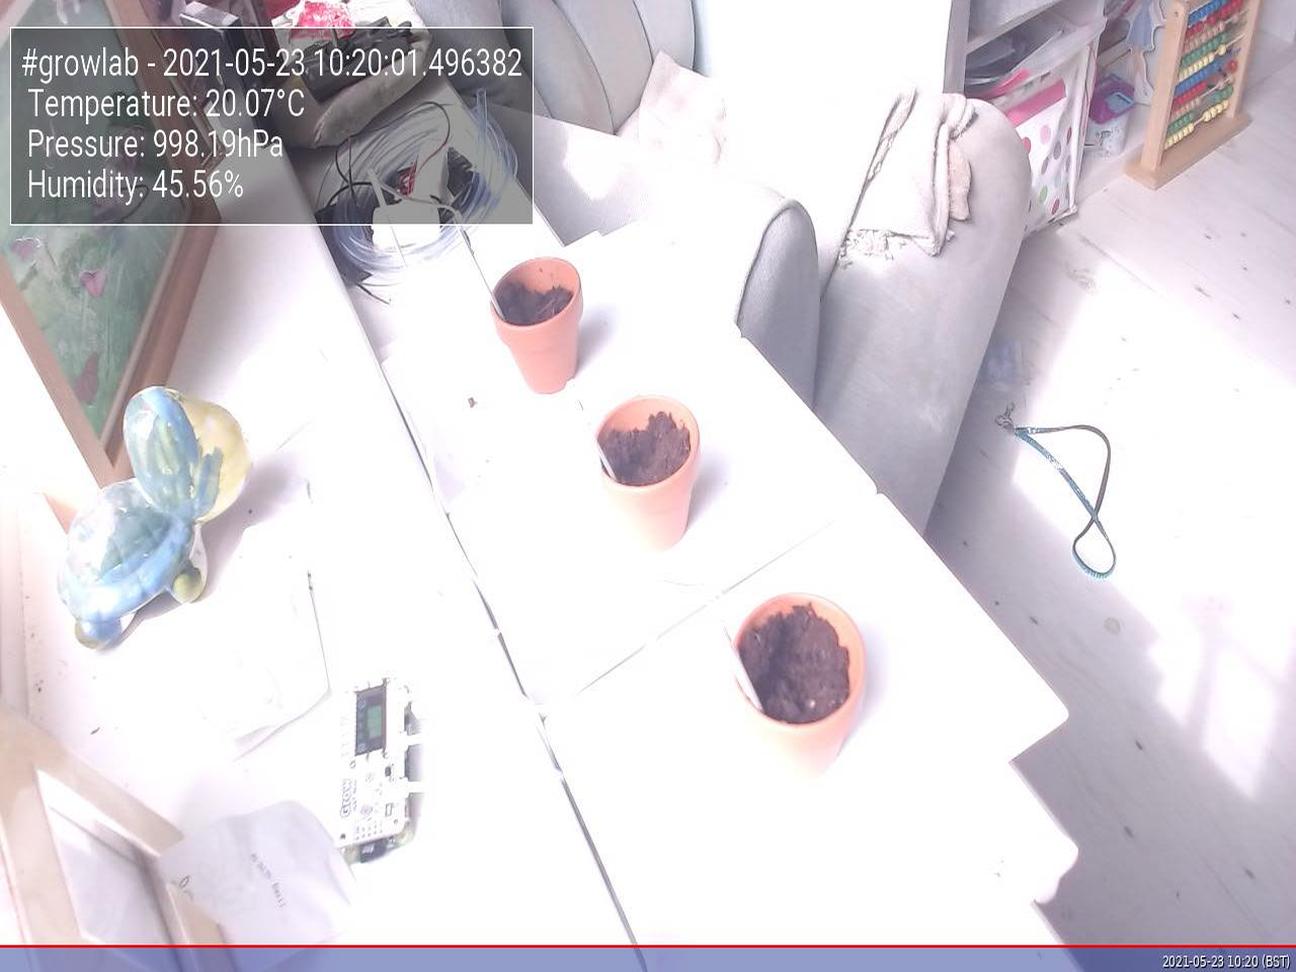 #growlab - 2021-05-23 10:20:01.496382
Temperature: 20.07°C
Pressure: 998.19hPa
Humidity: 45.56%
2021-05-23 10:20 (BST)